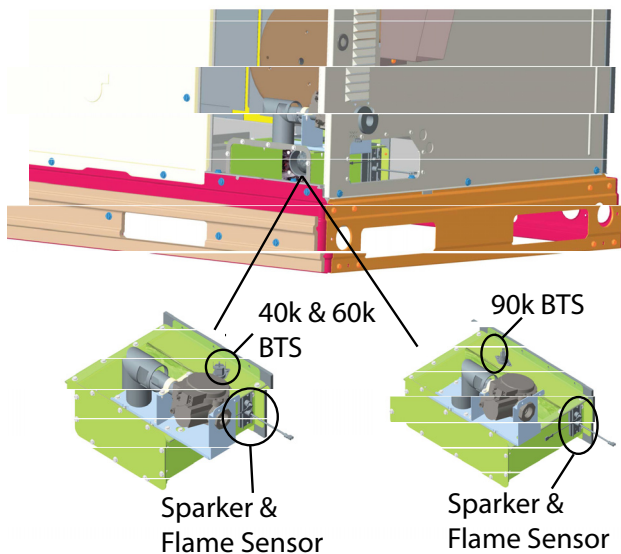 40k & 60k
BTS
90k BTS
Sparker &
Flame Sensor
Sparker &
Flame Sensor